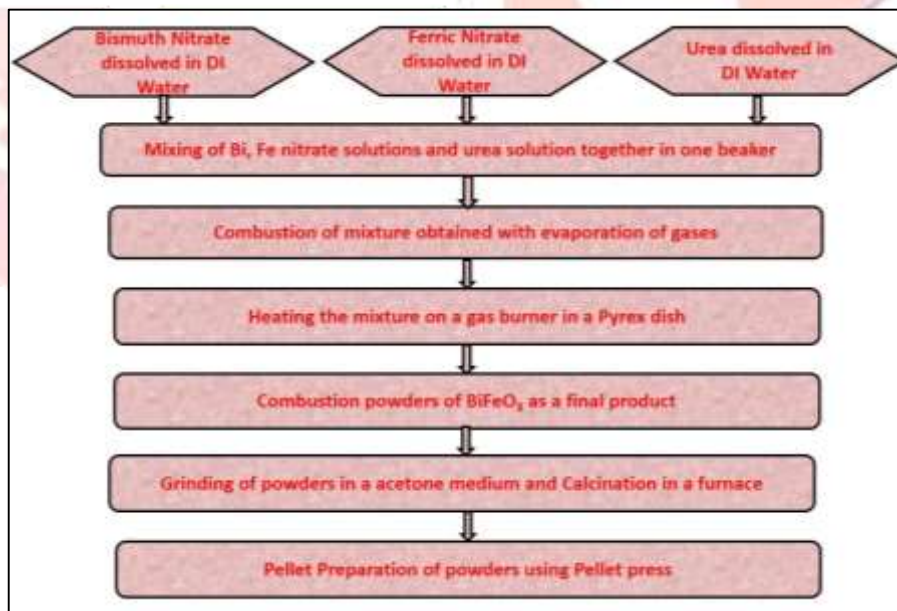 Bismuth Nitrate
dissolved in DI
Water
Ferric Nitrate
dissolved in DI
Water
Urea dissolved in
DI Water
Mixing of Bi, Fe nitrate solutions and urea solution together in one beaker
Combustion of mixture obtained with evaporation of gases
Heating the mixture on a gas burner in a Pyrex dish
Combustion powders of BiFeO₃ as a final product
Grinding of powders in a acetone medium and Calcination in a furnace
Pellet Preparation of powders using Pellet press